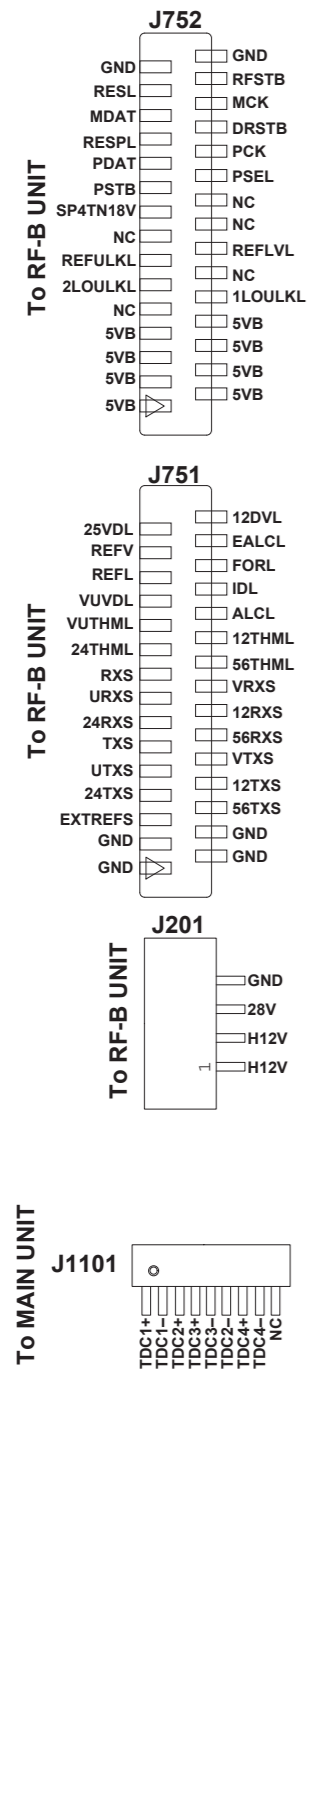 J752
To RF-B UNIT
GND
RESL
MDAT
RESPL
PDAT
PSTB
SP4TN18V
NC
REFULKL
2LOULKL
NC
5VB
5VB
5VB
5VB
GND
RFSTB
MCK
DRSTB
PCK
PSEL
NC
NC
REFLVL
NC
1LOULKL
5VB
5VB
5VB
5VB
J751
To RF-B UNIT
25VDL
REFV
REFL
VUVDL
VUTHML
24THML
RXS
URXS
24RXS
TXS
UTXS
24TXS
EXTREFS
GND
GND
12DVL
EALCL
FORL
IDL
ALCL
12THML
56THML
VRXS
12RXS
56RXS
VTXS
12TXS
56TXS
GND
GND
J201
To RF-B UNIT
GND
28V
H12V
H12V
1
To MAIN UNIT
J1101
TDC1+
TDC1–
TDC2+
TDC3+
TDC3–
TDC2–
TDC4+
TDC4–
NC